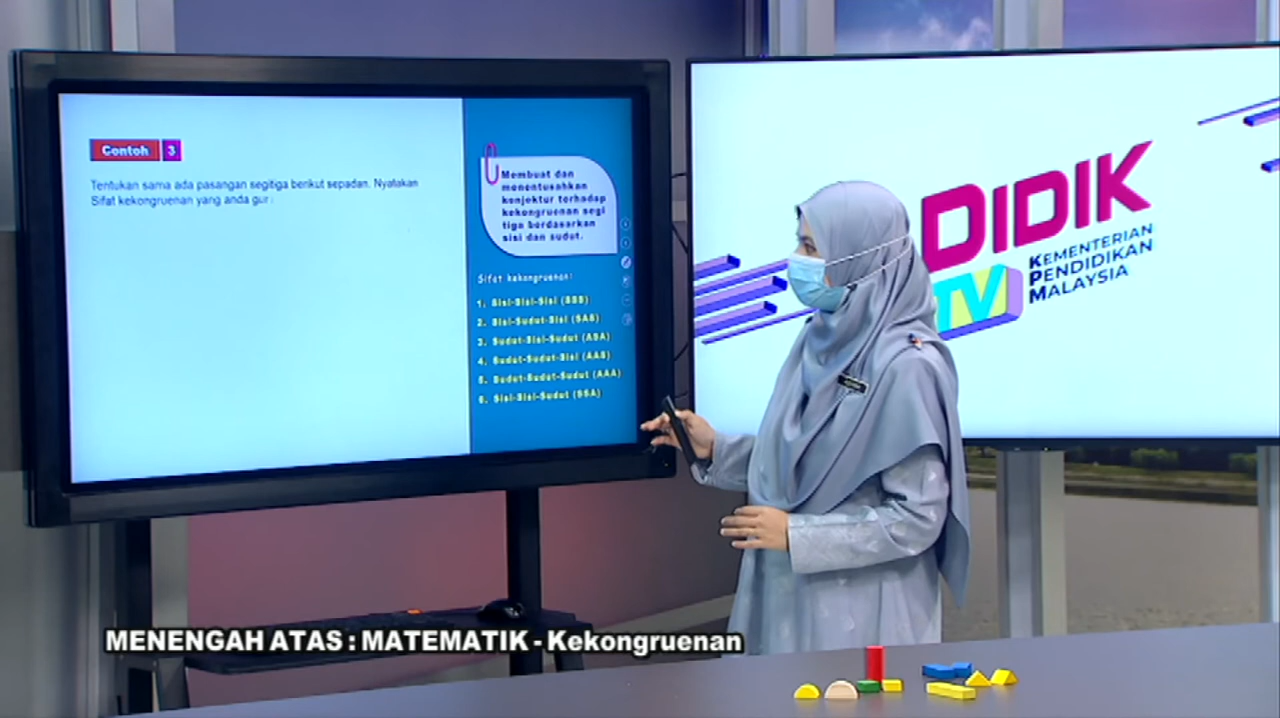 Contoh 3
Tentukan sama ada pasangan segitiga berikut sepadan. Nyatakan
Sifat kekongruenan yang anda gur
Membuat dan
menentusahkan
konjektur terhadap
kekongruenan segi
tiga berdasarkan
sisi dan sudut.
Sifat kekongruenan:
1. Sisi-Sisi-Sisi (SSS)
2. Sisi-Sudut-Sisi (SAS)
3. Sudut-Sisi-Sudut (ASA)
4. Sudut-Sudut-Sisi (AAS)
5. Sudut-Sudut-Sudut (AAA)
6. Sisi-Sisi-Sudut (SSA)
DIDIK
TV
KEMENTERIAN
PENDIDIKAN
MALAYSIA
MENENGAH ATAS : MATEMATIK - Kekongruenan